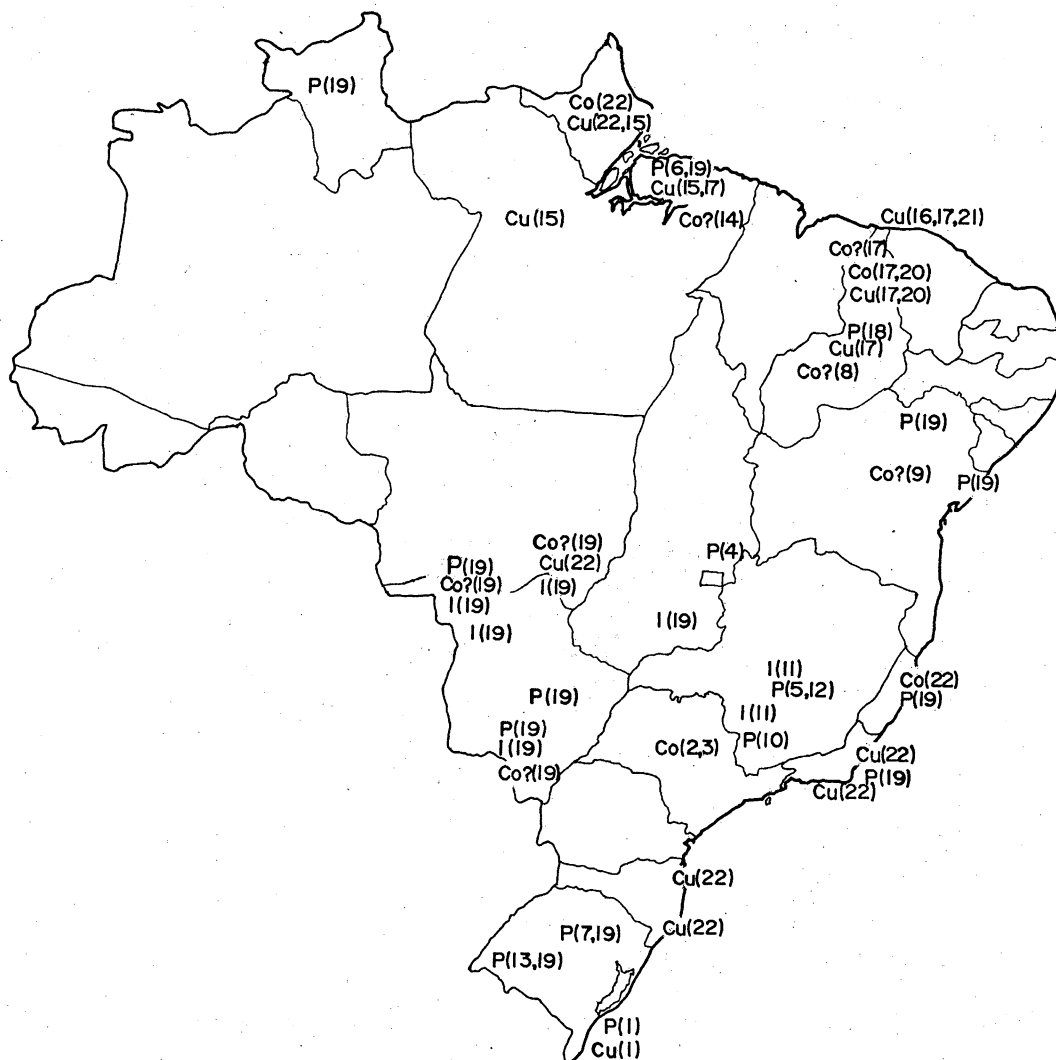 P(19)
Co(22)
Cu(22,15)
P(6,19)
Cu(15,17)
Cu(15)
Co?(14)
Cu(16,17,21)
Co?(17)
Co(17,20)
Cu(17,20)
P(18)
Cu(17)
Co?(8)
P(19)
Co?(9)
P(19)
Co?(19)
Cu(22)
I(19)
P(4)
P(19)
Co?(19)
I(19)
I(19)
I(19)
I(11)
P(5,12)
I(11)
P(10)
Co(22)
P(19)
P(19)
P(19)
I(19)
Co?(19)
Co(2,3)
Cu(22)
P(19)
Cu(22)
Cu(22)
Cu(22)
P(7,19)
P(13,19)
P(1)
Cu(1)